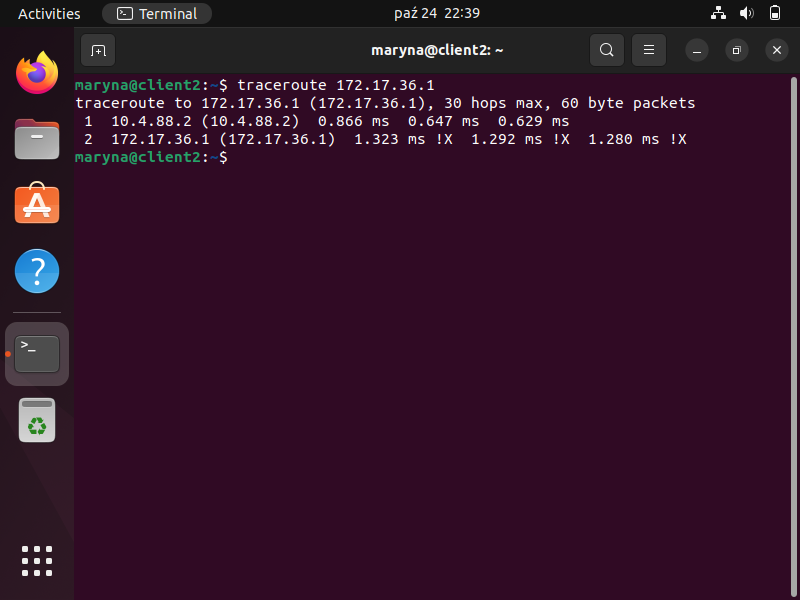 Activities
Terminal
paź 24 22:39
maryna@client2: ~
maryna@client2:~$ traceroute 172.17.36.1
traceroute to 172.17.36.1 (172.17.36.1), 30 hops max, 60 byte packets
 1  10.4.88.2 (10.4.88.2)  0.866 ms  0.647 ms  0.629 ms
 2  172.17.36.1 (172.17.36.1)  1.323 ms !X  1.292 ms !X  1.280 ms !X
maryna@client2:~$